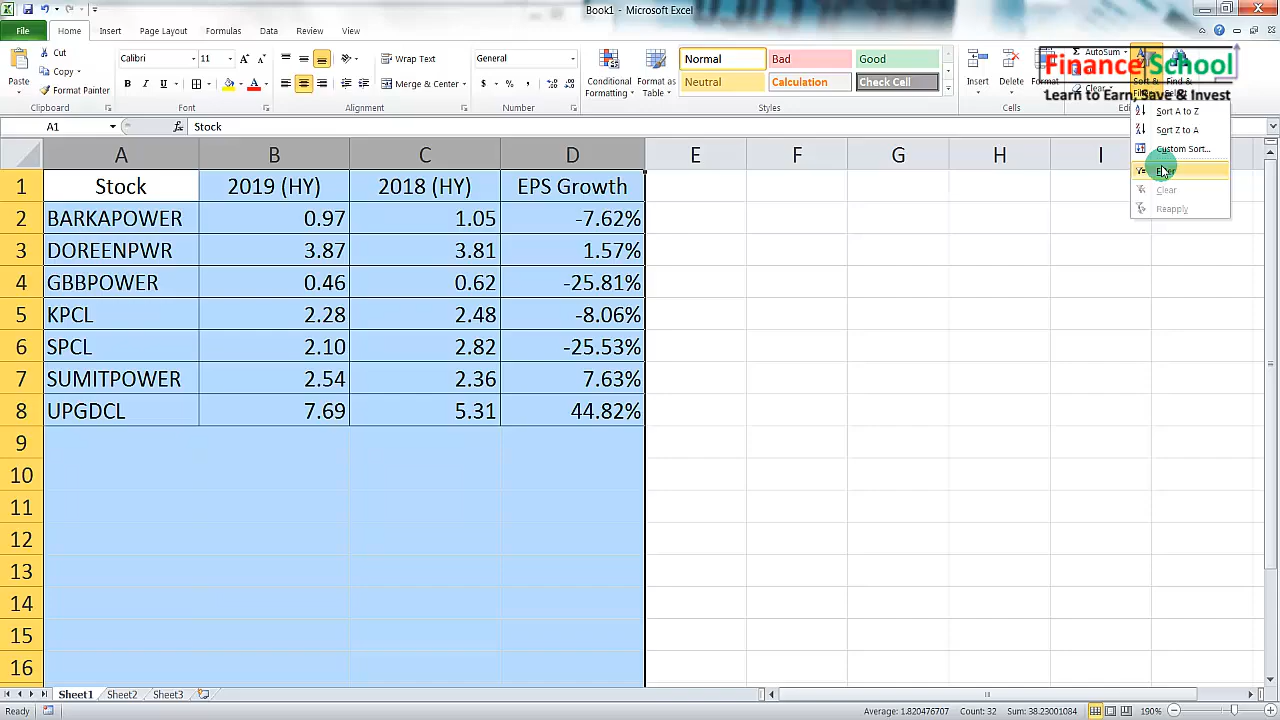 Book1 - Microsoft Excel
File Home Insert Page Layout Formulas Data Review View
Paste
Cut
Copy
Format Painter
Clipboard
Calibri 11
B I U
Font
Wrap Text
Merge
Alignment
General
Number
Conditional Formatting
Format as Table
Normal Bad Good
Neutral Calculation Check Cell
Styles
Insert Delete Format
Cells
AutoSum
Clear
Sort &
Find &
Finance School
Learn to Earn, Save & Invest
Sort A to Z
Sort Z to A
Custom Sort...
Clear
Reapply
A1 fx Stock
A B C D E F G H I
1 Stock 2019 (HY) 2018 (HY) EPS Growth
2 BARKAPOWER 0.97 1.05 -7.62%
3 DOREENPWR 3.87 3.81 1.57%
4 GBBPOWER 0.46 0.62 -25.81%
5 KPCL 2.28 2.48 -8.06%
6 SPCL 2.10 2.82 -25.53%
7 SUMITPOWER 2.54 2.36 7.63%
8 UPGDCL 7.69 5.31 44.82%
9
10
11
12
13
14
15
16
Sheet1 Sheet2 Sheet3
Ready Average: 1.820476707 Count: 32 Sum: 38.23001084 190%